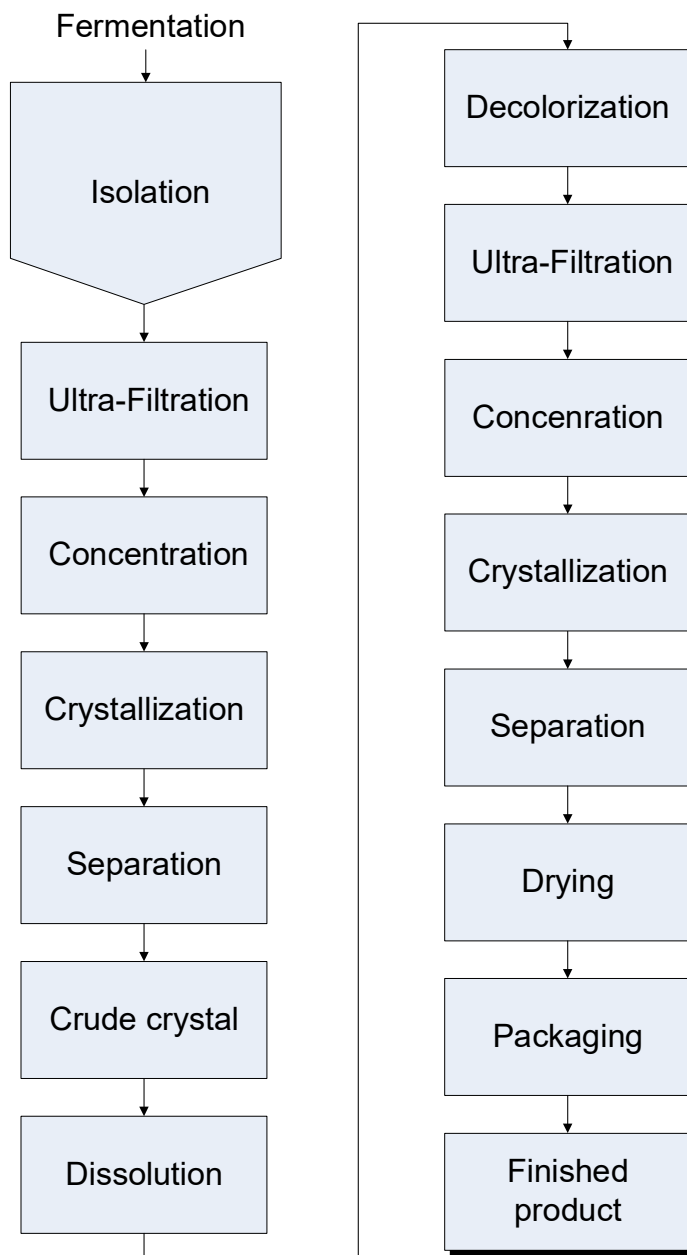 Fermentation
Isolation
Ultra-Filtration
Concentration
Crystallization
Separation
Crude crystal
Dissolution
Decolorization
Ultra-Filtration
Concenration
Crystallization
Separation
Drying
Packaging
Finished
product